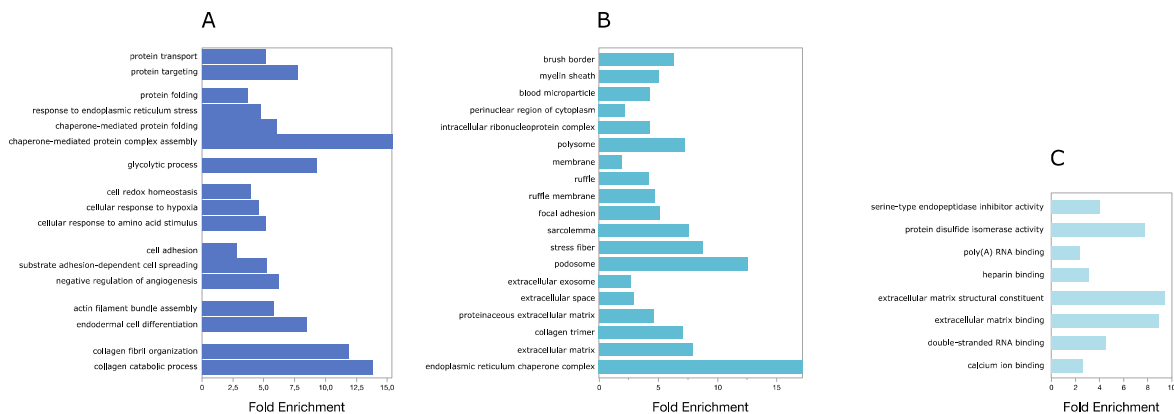 A
protein transport
protein targeting
protein folding
response to endoplasmic reticulum stress
chaperone-mediated protein folding
chaperone-mediated protein complex assembly
glycolytic process
cell redox homeostasis
cellular response to hypoxia
cellular response to amino acid stimulus
cell adhesion
substrate adhesion-dependent cell spreading
negative regulation of angiogenesis
actin filament bundle assembly
endodermal cell differentiation
collagen fibril organization
collagen catabolic process
0 2,5 5 7,5 10 12,5 15,0
Fold Enrichment
B
brush border
myelin sheath
blood microparticle
perinuclear region of cytoplasm
intracellular ribonucleoprotein complex
polysome
membrane
ruffle
ruffle membrane
focal adhesion
sarcolemma
stress fiber
podosome
extracellular exosome
extracellular space
proteinaceous extracellular matrix
collagen trimer
extracellular matrix
endoplasmic reticulum chaperone complex
0 5 10 15
Fold Enrichment
C
serine-type endopeptidase inhibitor activity
protein disulfide isomerase activity
poly(A) RNA binding
heparin binding
extracellular matrix structural constituent
extracellular matrix binding
double-stranded RNA binding
calcium ion binding
0 2 4 6 8 10
Fold Enrichment